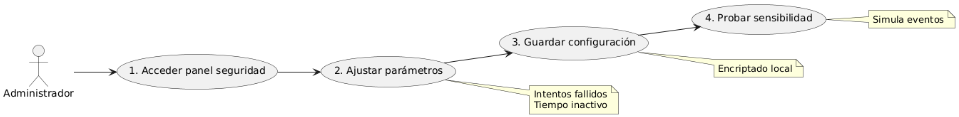 Administrador
1. Acceder panel seguridad
2. Ajustar parámetros
Intentos fallidos
Tiempo inactivo
3. Guardar configuración
Encriptado local
4. Probar sensibilidad
Simula eventos